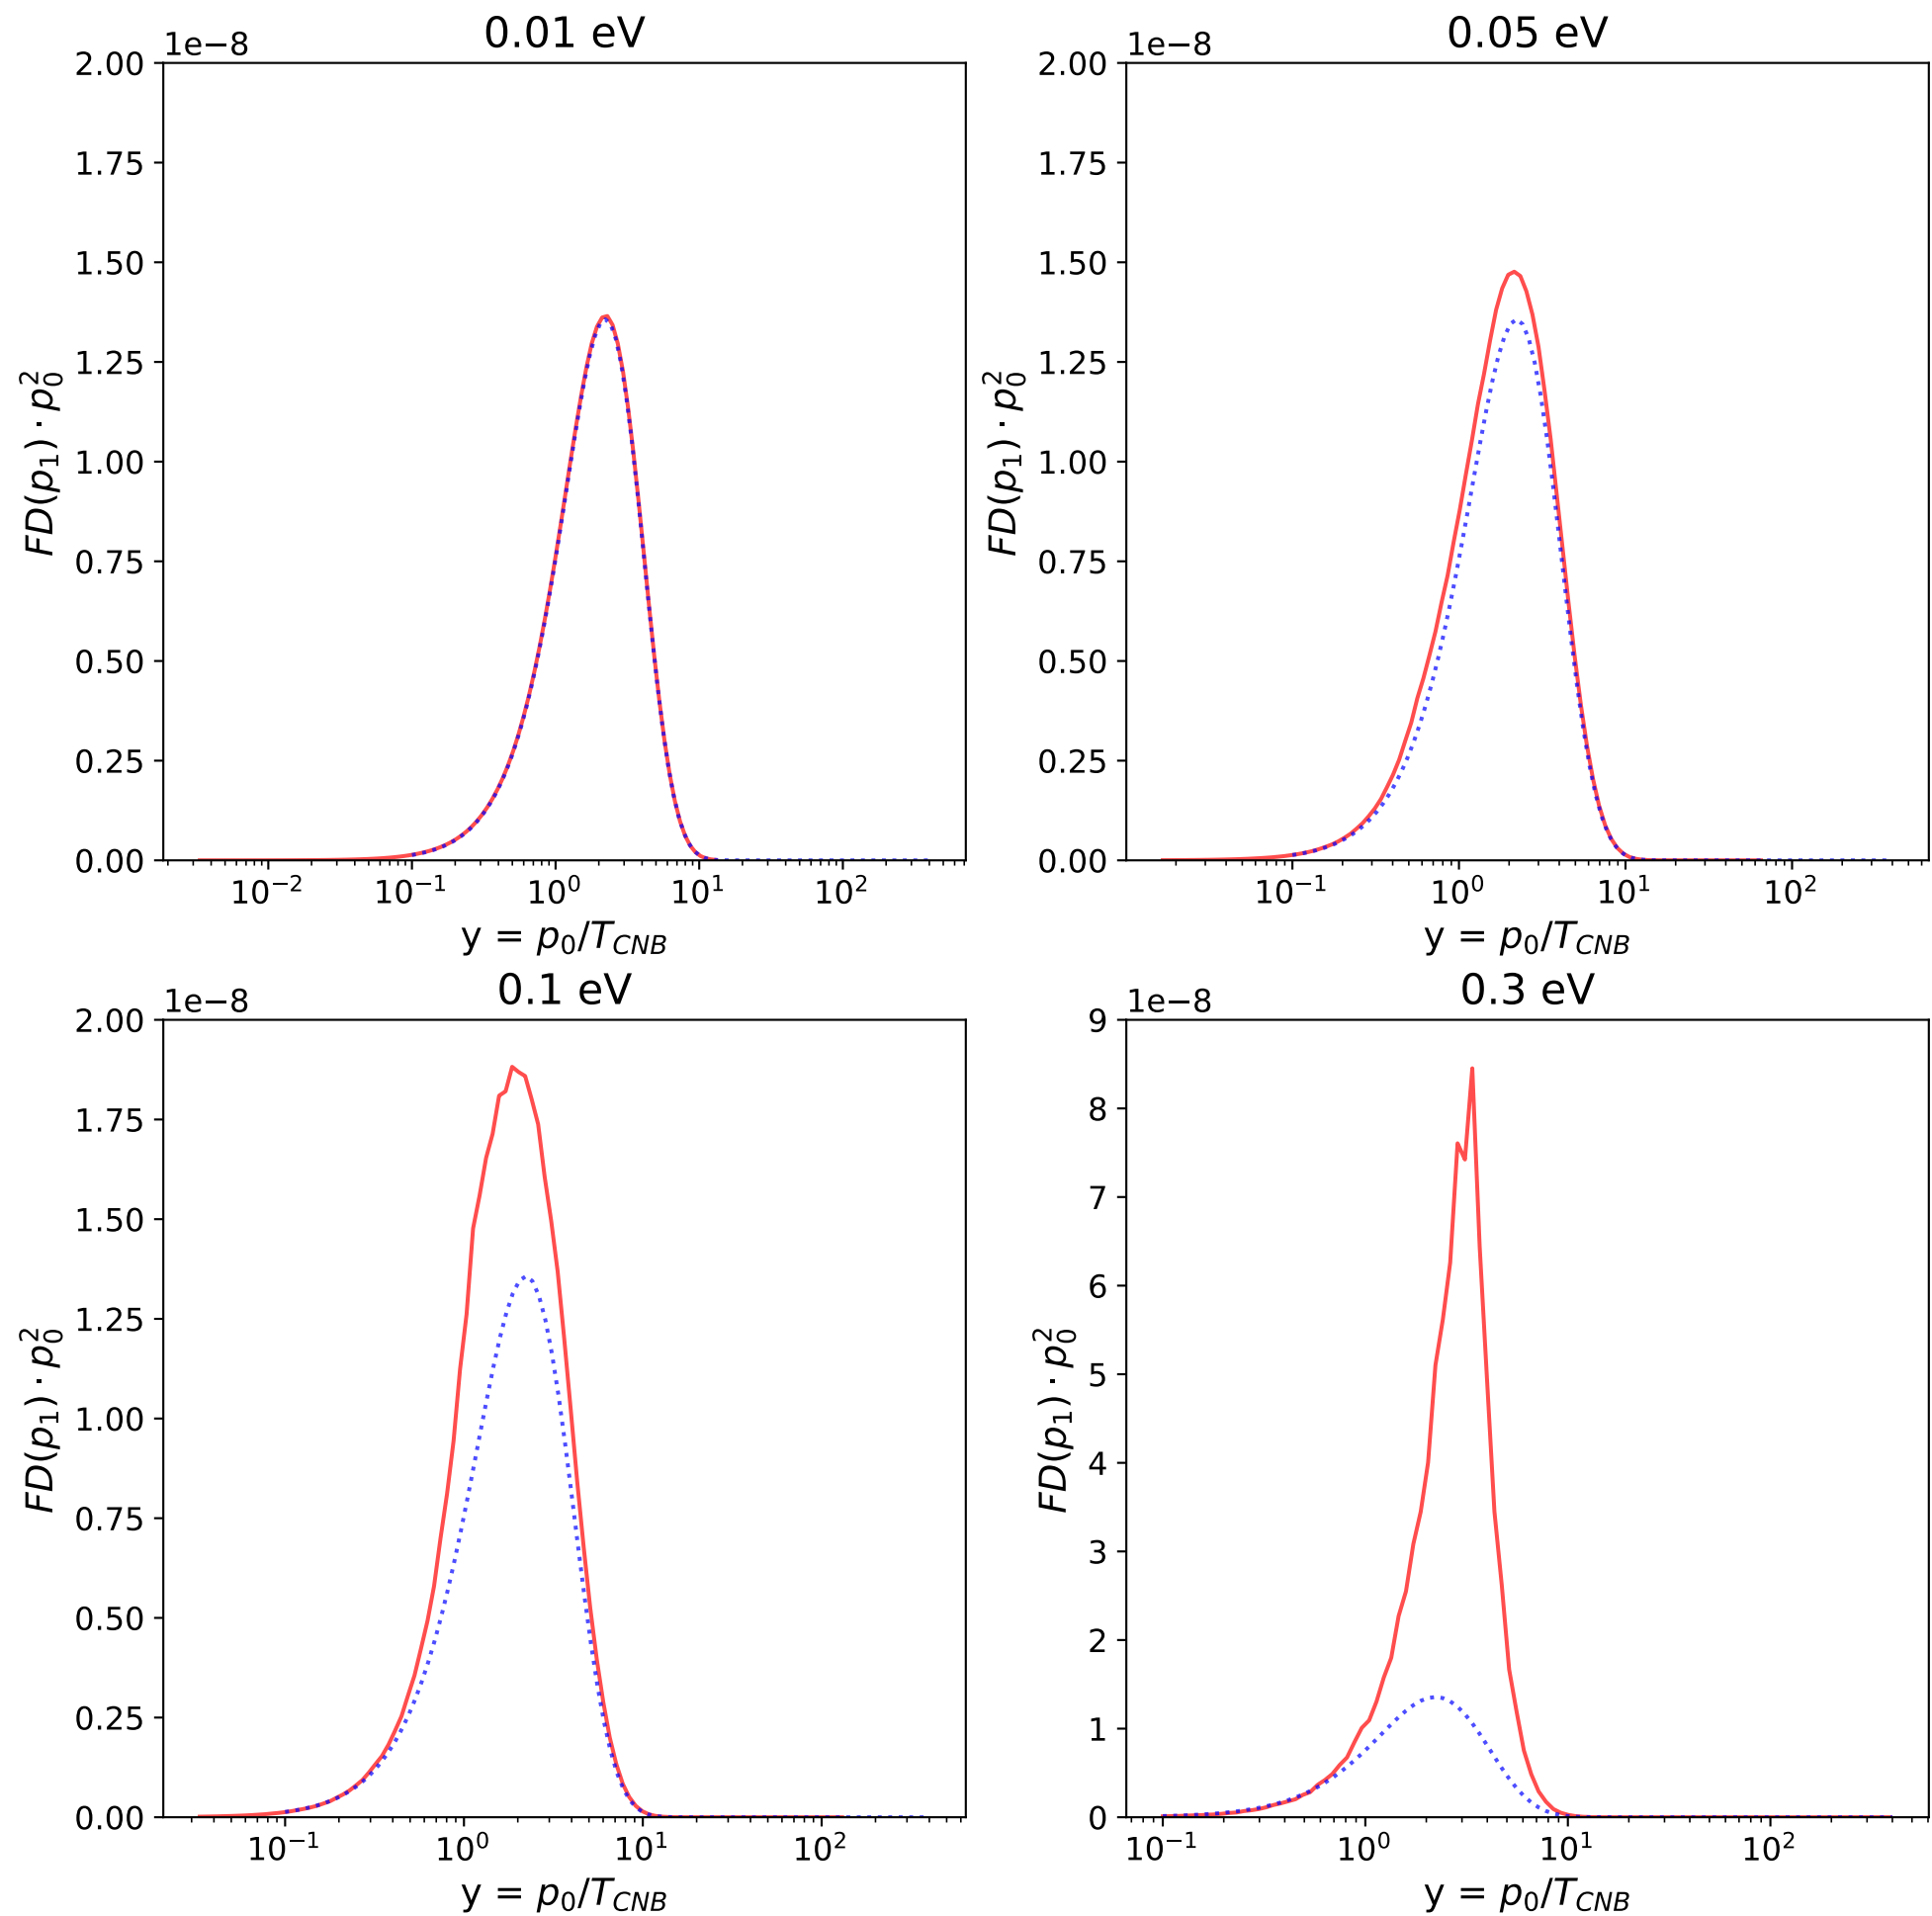 0.01 eV
1e−8
2.00
1.75
1.50
1.25
1.00
0.75
0.50
0.25
0.00
FD(p₁) · p₀²
10⁻² 10⁻¹ 10⁰ 10¹ 10²
y = p₀/T_CNB
0.05 eV
1e−8
2.00
1.75
1.50
1.25
1.00
0.75
0.50
0.25
0.00
FD(p₁) · p₀²
10⁻¹ 10⁰ 10¹ 10²
y = p₀/T_CNB
0.1 eV
1e−8
2.00
1.75
1.50
1.25
1.00
0.75
0.50
0.25
0.00
FD(p₁) · p₀²
10⁻¹ 10⁰ 10¹ 10²
y = p₀/T_CNB
0.3 eV
1e−8
9
8
7
6
5
4
3
2
1
0
FD(p₁) · p₀²
10⁻¹ 10⁰ 10¹ 10²
y = p₀/T_CNB